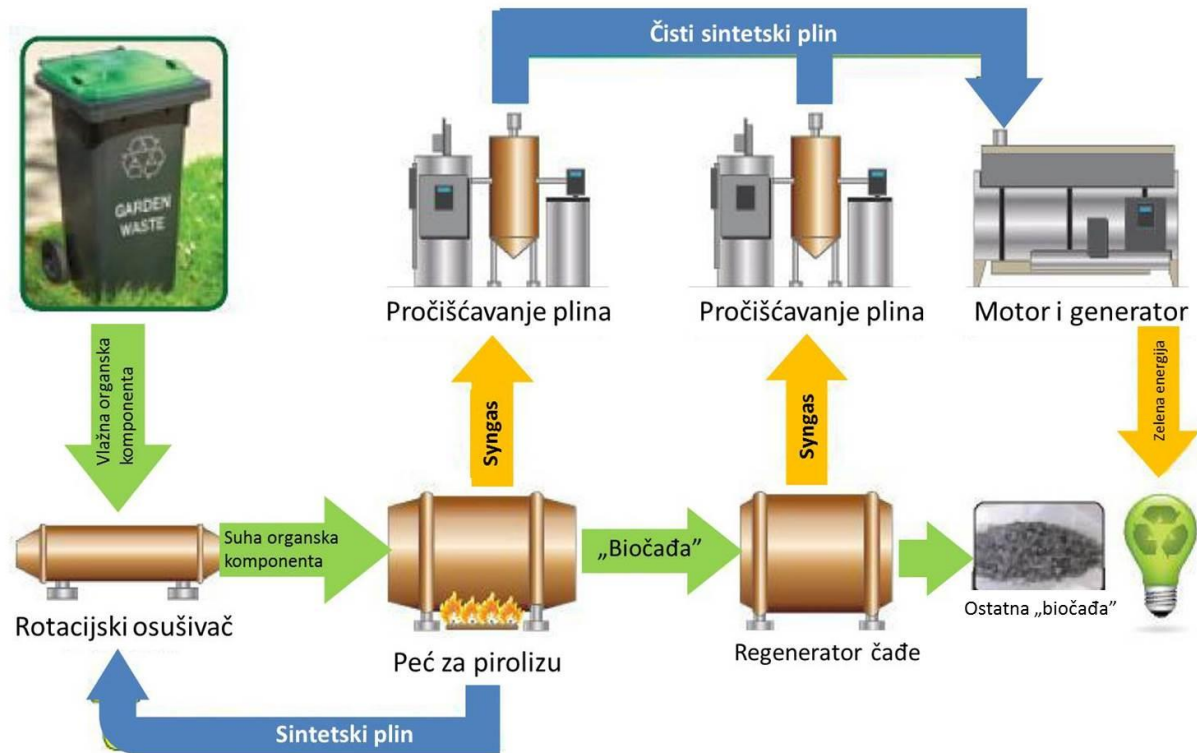 Čisti sintetski plin
GARDEN
WASTE
Pročišćavanje plina
Pročišćavanje plina
Motor i generator
Vlažna organska
komponenta
Syngas
Syngas
Zelena energija
Suha organska
komponenta
„Biočađa”
Rotacijski osušivač
Peć za pirolizu
Regenerator čađe
Ostatna „biočađa”
Sintetski plin